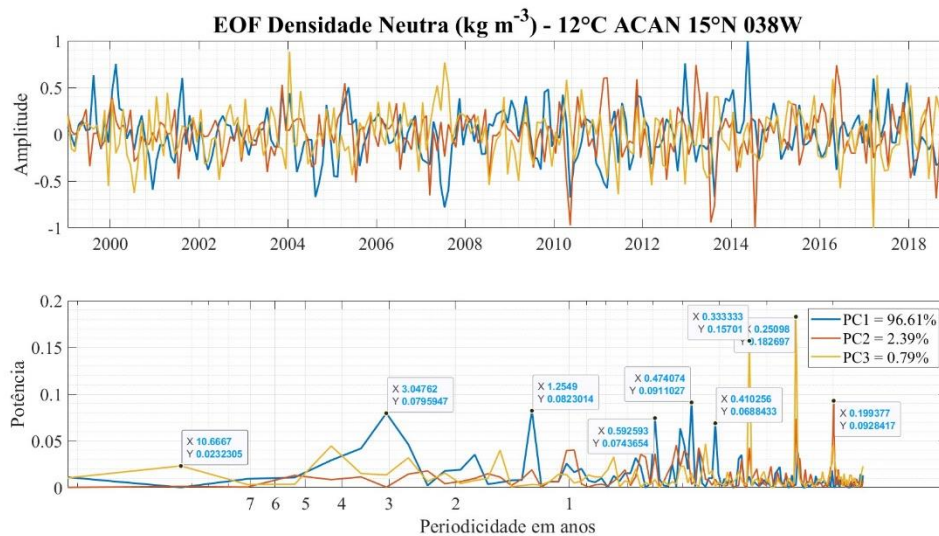 EOF Densidade Neutra (kg m⁻³) - 12°C ACAN 15°N 038W
Amplitude
1
0.5
0
-0.5
-1
2000 2002 2004 2006 2008 2010 2012 2014 2016 2018
Potência
0.2
0.15
0.1
0.05
0
X 10.6667
Y 0.0232305
X 3.04762
Y 0.0795947
X 1.2549
Y 0.0823014
X 0.592593
Y 0.0743654
X 0.474074
Y 0.0911027
X 0.410256
Y 0.0688433
X 0.333333
Y 0.15701
X 0.25098
Y 0.182697
X 0.199377
Y 0.0928417
PC1 = 96.61%
PC2 = 2.39%
PC3 = 0.79%
7 6 5 4 3 2 1
Periodicidade em anos